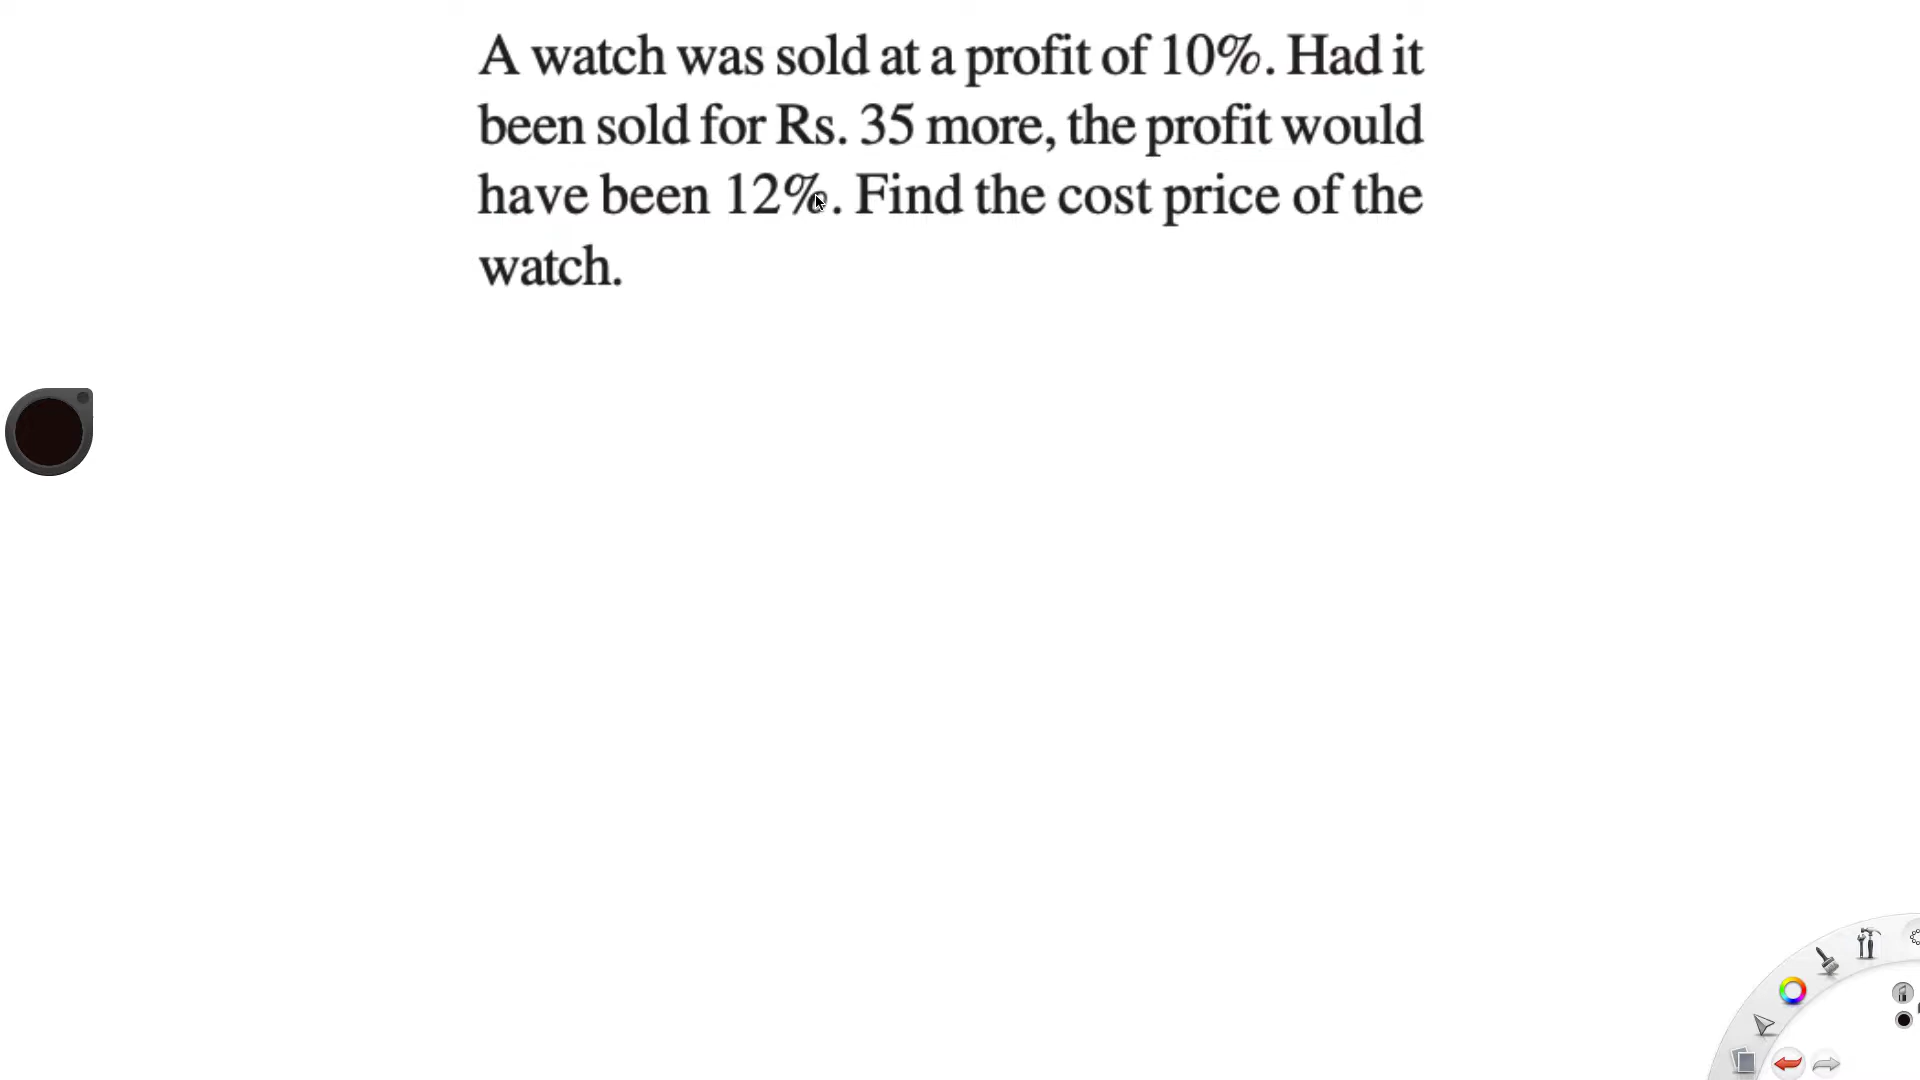 A watch was sold at a profit of 10%. Had it
been sold for Rs. 35 more, the profit would
have been 12%. Find the cost price of the
watch.